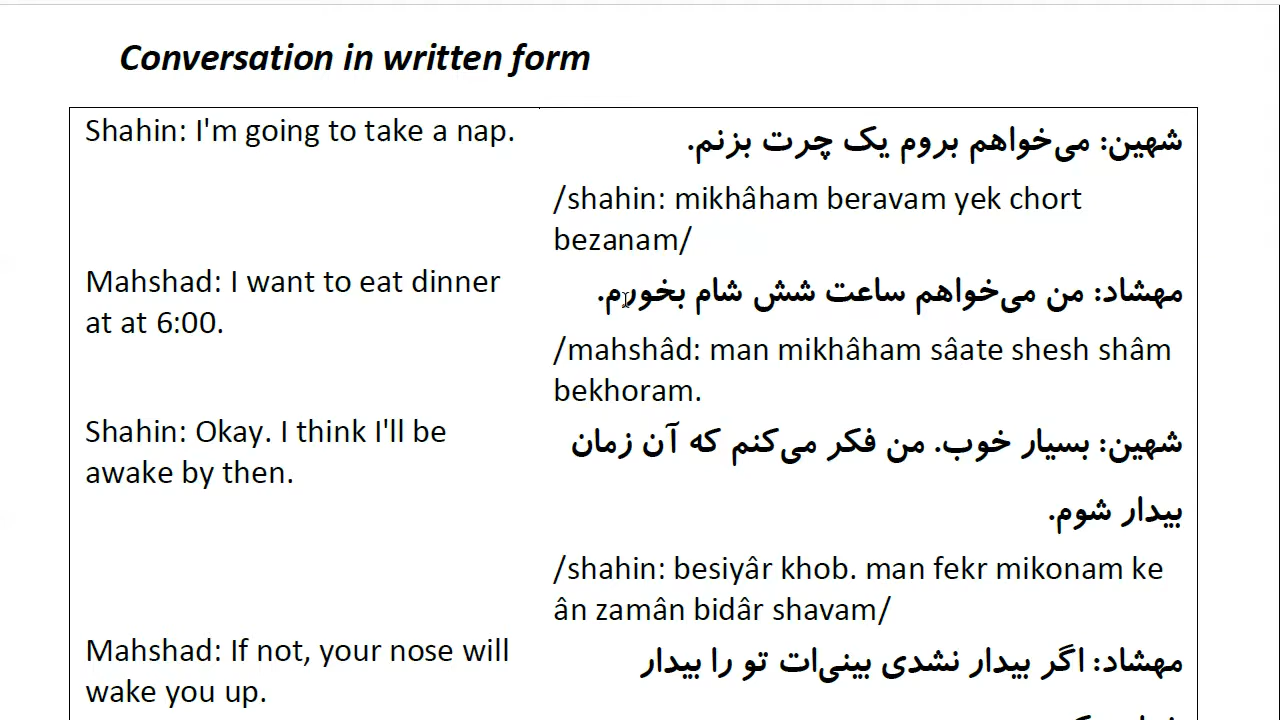 Conversation in written form
Shahin: I'm going to take a nap.
شهین: می‌خواهم بروم یک چرت بزنم.
/shahin: mikhâham beravam yek chort
bezanam/
Mahshad: I want to eat dinner
at at 6:00.
مهشاد: من می‌خواهم ساعت شش شام بخورم.
/mahshâd: man mikhâham sâate shesh shâm
bekhoram.
Shahin: Okay. I think I'll be
awake by then.
شهین: بسیار خوب. من فکر می‌کنم که آن زمان
بیدار شوم.
/shahin: besiyâr khob. man fekr mikonam ke
ân zamân bidâr shavam/
Mahshad: If not, your nose will
wake you up.
مهشاد: اگر بیدار نشدی بینی‌ات تو را بیدار